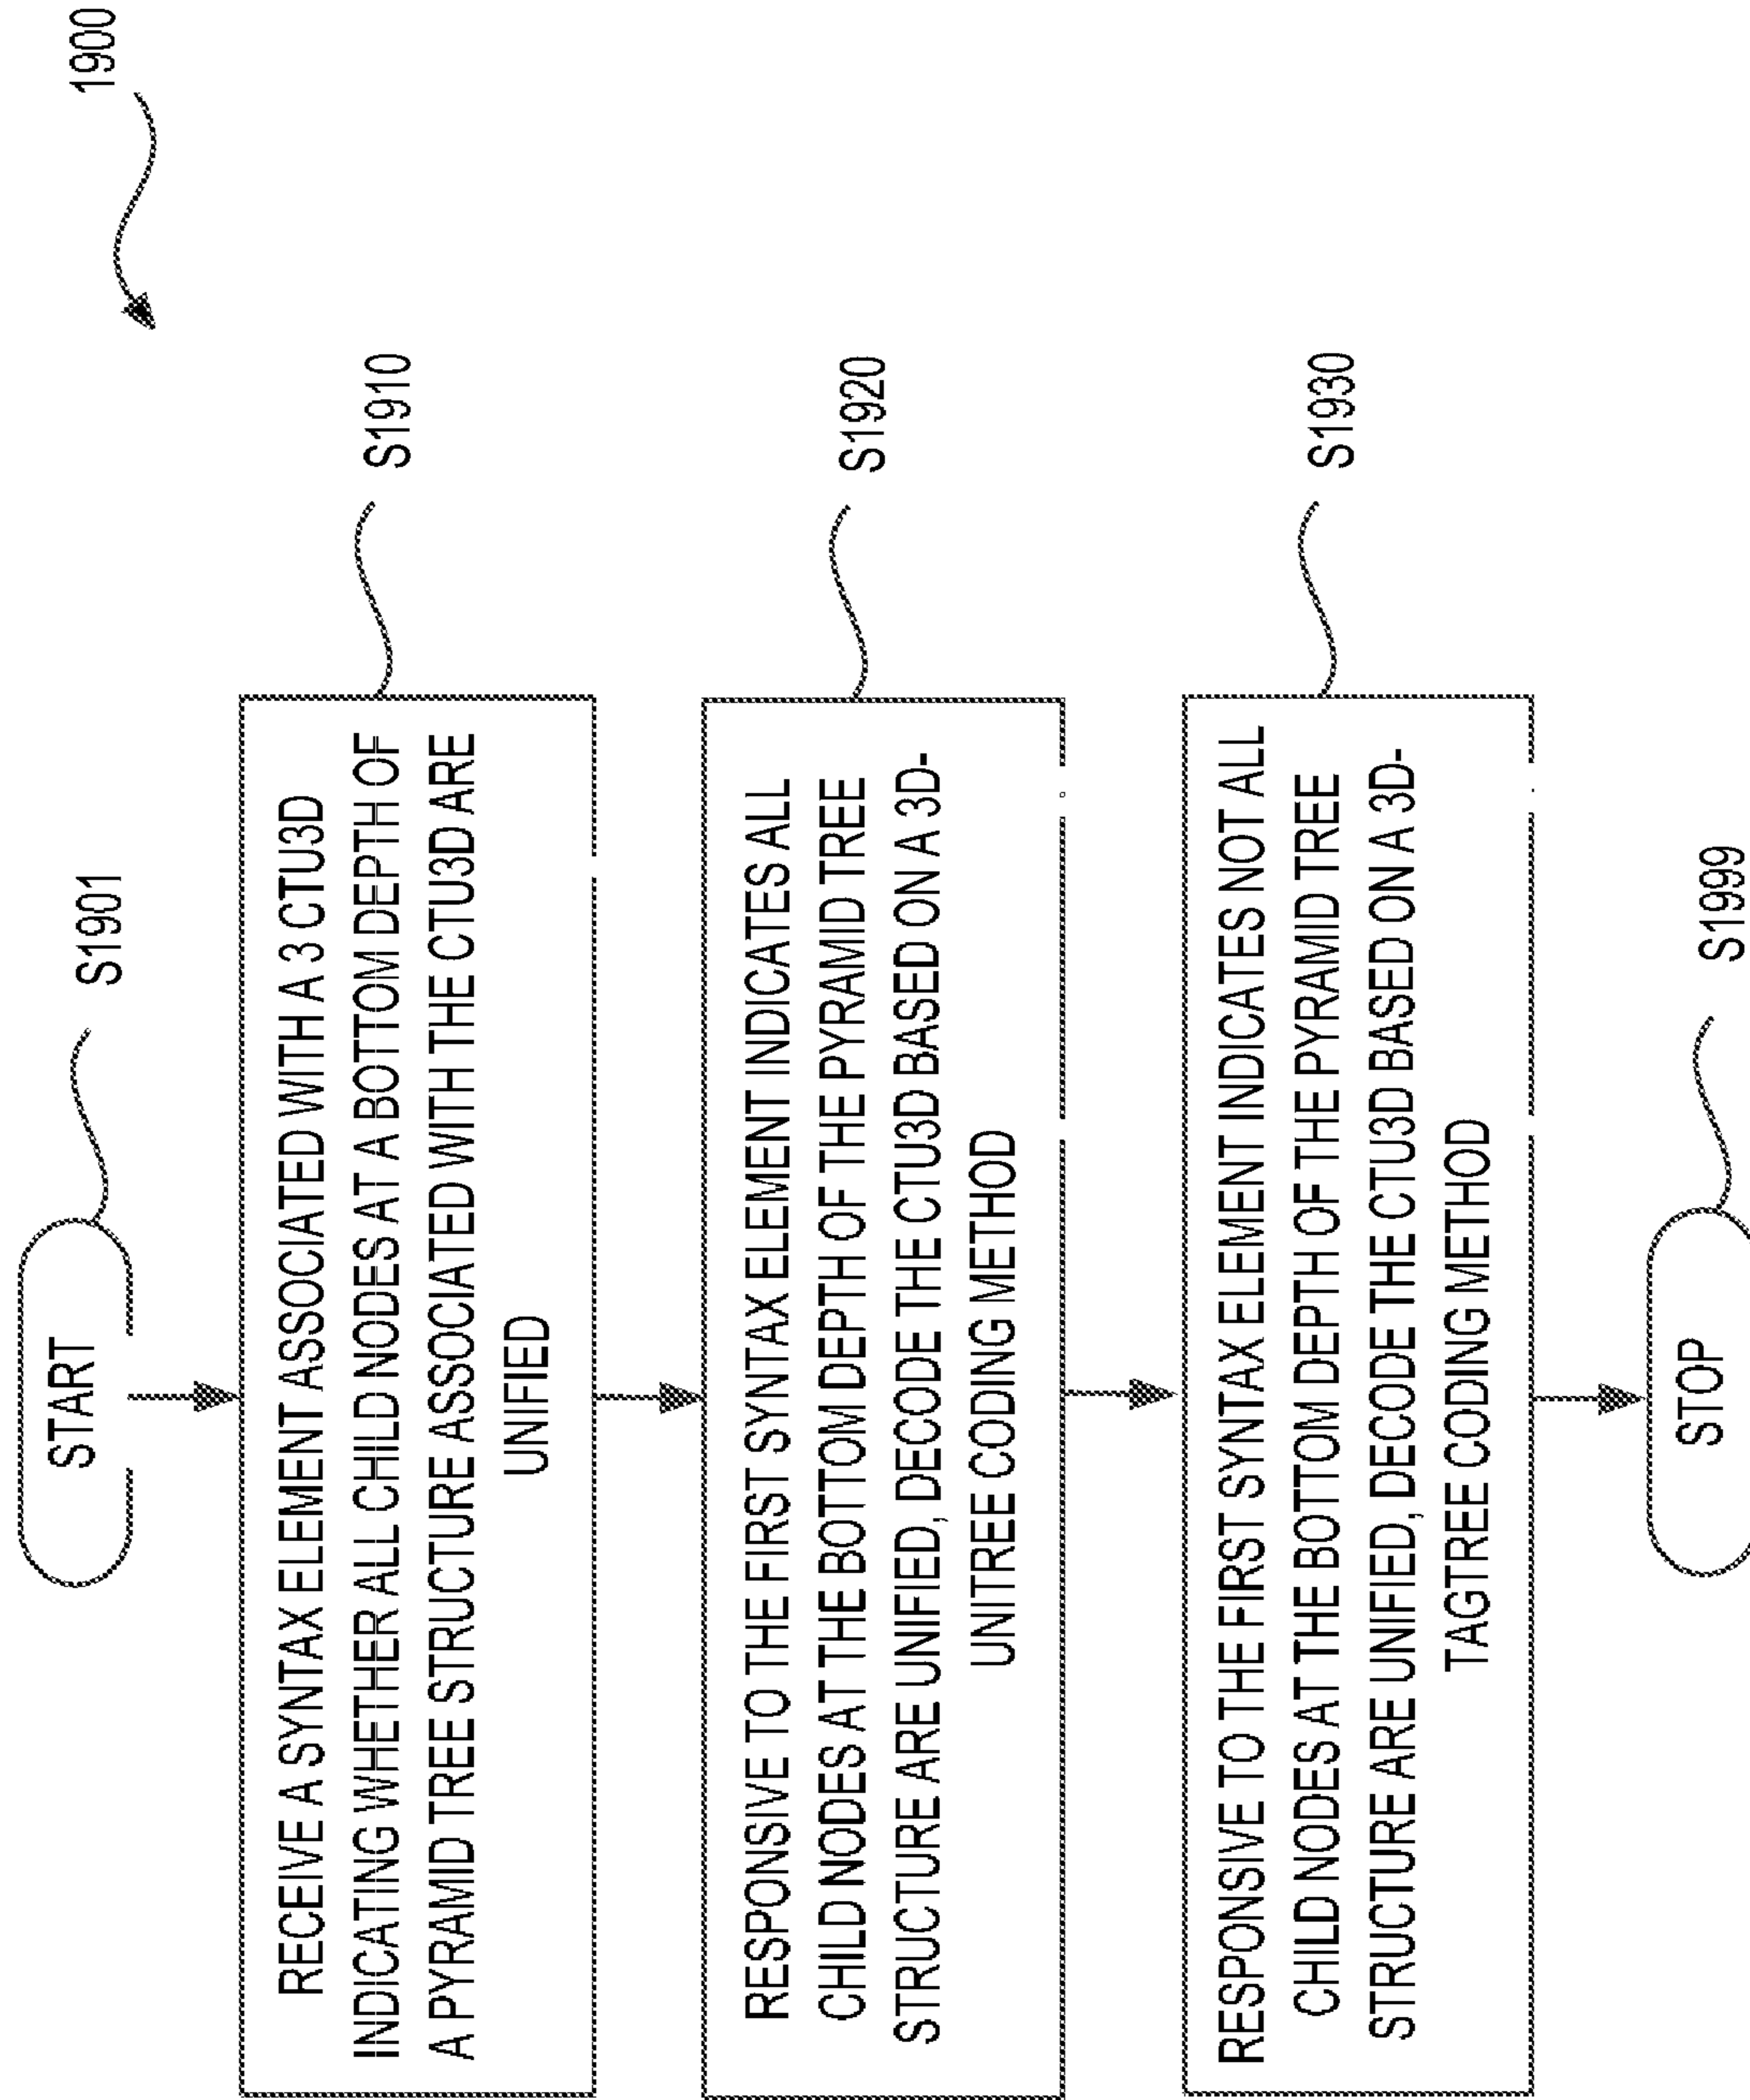 1900
START
S1901
RECEIVE A SYNTAX ELEMENT ASSOCIATED WITH A 3 CTU3D
INDICATING WHETHER ALL CHILD NODES AT A BOTTOM DEPTH OF
A PYRAMID TREE STRUCTURE ASSOCIATED WITH THE CTU3D ARE
UNIFIED
S1910
RESPONSIVE TO THE FIRST SYNTAX ELEMENT INDICATES ALL
CHILD NODES AT THE BOTTOM DEPTH OF THE PYRAMID TREE
STRUCTURE ARE UNIFIED, DECODE THE CTU3D BASED ON A 3D-
UNITREE CODING METHOD
S1920
RESPONSIVE TO THE FIRST SYNTAX ELEMENT INDICATES NOT ALL
CHILD NODES AT THE BOTTOM DEPTH OF THE PYRAMID TREE
STRUCTURE ARE UNIFIED, DECODE THE CTU3D BASED ON A 3D-
TAGTREE CODING METHOD
S1930
STOP
S1999